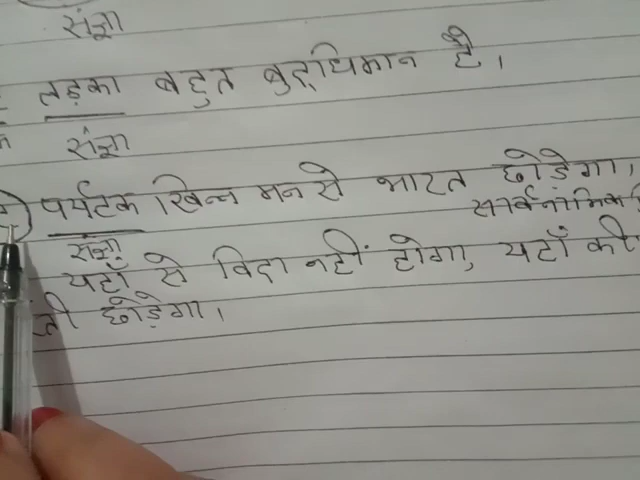 संज्ञा
लड़का बहुत बुद्धिमान है।
संज्ञा
पर्यटक खिन्न मन से भारत छोड़ेगा।
संज्ञा सार्वनामिक
यहाँ से विदा नहीं होगा, यहाँ की
छोड़ेगा।